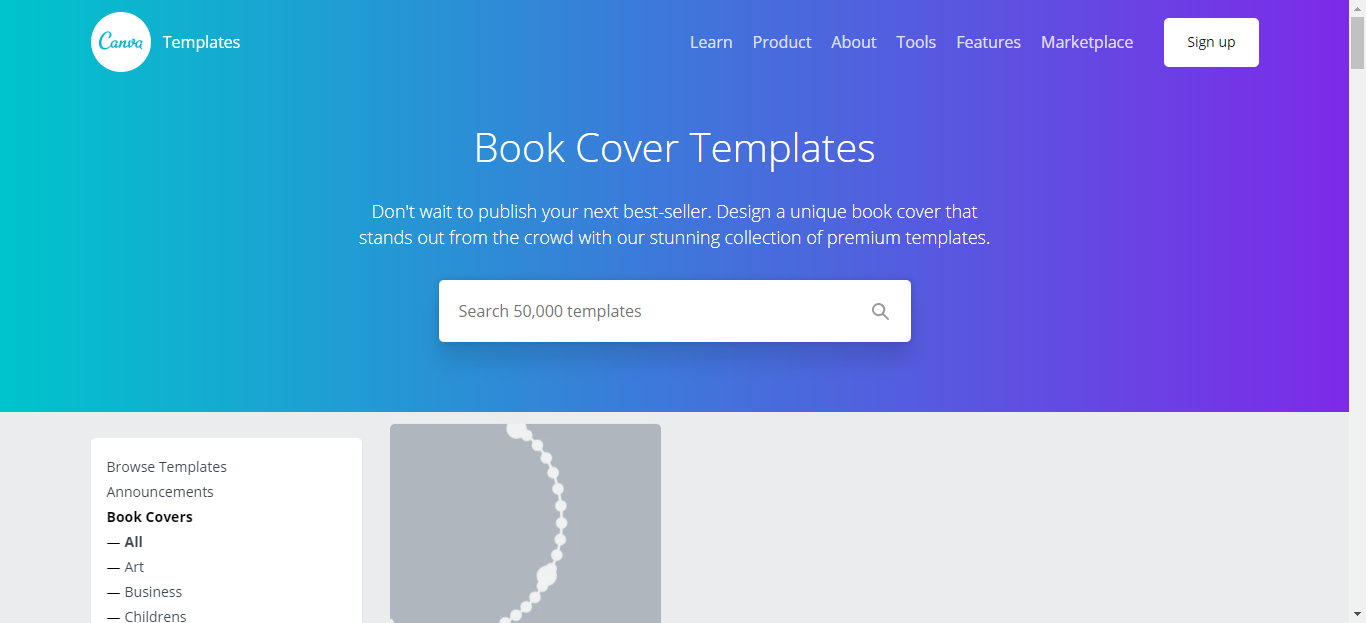 Canva
Templates
Learn
Product
About
Tools
Features
Marketplace
Sign up
Book Cover Templates
Don't wait to publish your next best-seller. Design a unique book cover that
stands out from the crowd with our stunning collection of premium templates.
Search 50,000 templates
Browse Templates
Announcements
Book Covers
— All
— Art
— Business
— Childrens